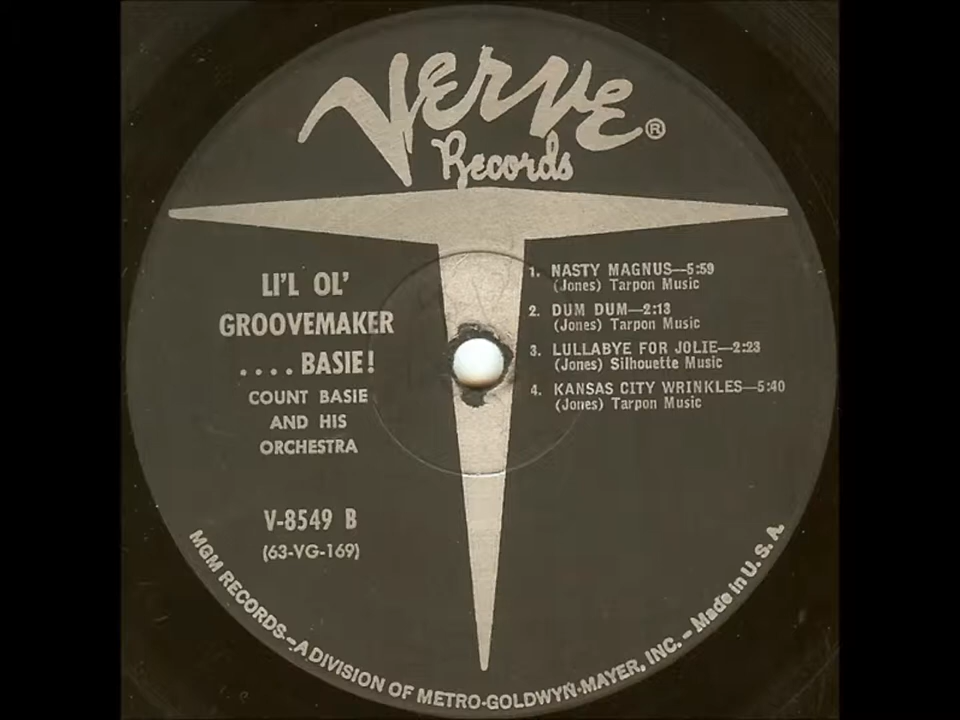 Verve ®
Records
LI'L OL'
GROOVEMAKER
....BASIE!
COUNT BASIE
AND HIS
ORCHESTRA
V-8549 B
(63-VG-169)
1. NASTY MAGNUS—5:59
(Jones) Tarpon Music
2. DUM DUM—2:13
(Jones) Tarpon Music
3. LULLABYE FOR JOLIE—2:23
(Jones) Silhouette Music
4. KANSAS CITY WRINKLES—5:40
(Jones) Tarpon Music
MGM RECORDS—A DIVISION OF METRO-GOLDWYN-MAYER, INC. – Made in U. S. A.